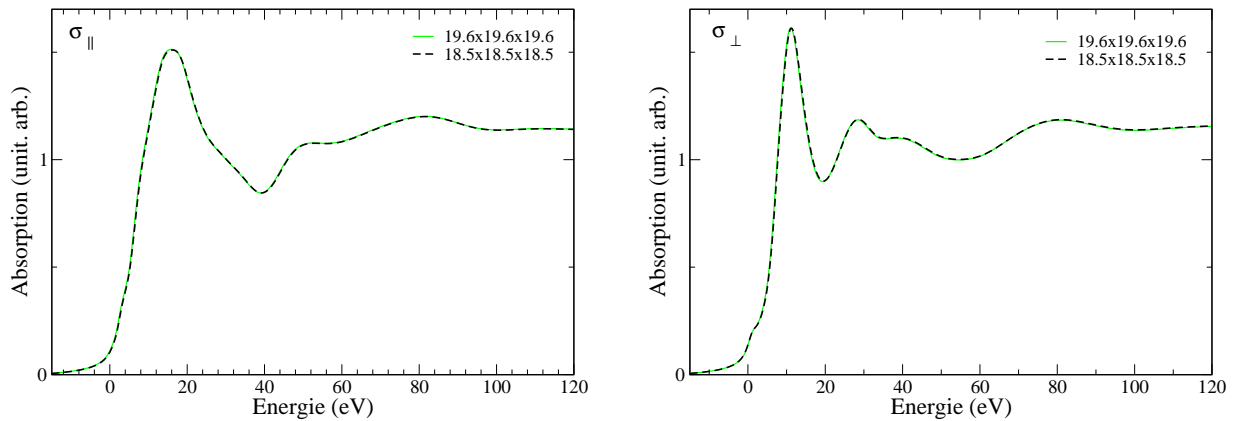 σ ||
19.6x19.6x19.6
18.5x18.5x18.5
Absorption (unit. arb.)
1
0
0 20 40 60 80 100 120
Energie (eV)
σ ⊥
19.6x19.6x19.6
18.5x18.5x18.5
Absorption (unit. arb.)
1
0
0 20 40 60 80 100 120
Energie (eV)